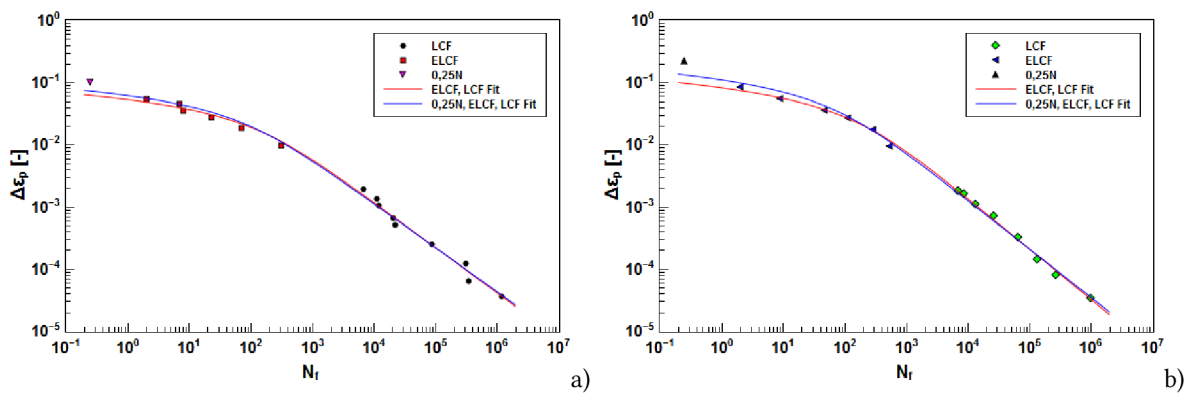 10⁰
10⁻¹
10⁻²
10⁻³
10⁻⁴
10⁻⁵
Δεₚ [-]
LCF
ELCF
0,25N
ELCF, LCF Fit
0,25N, ELCF, LCF Fit
10⁻¹ 10⁰ 10¹ 10² 10³ 10⁴ 10⁵ 10⁶ 10⁷
N_f
a)
10⁰
10⁻¹
10⁻²
10⁻³
10⁻⁴
10⁻⁵
Δεₚ [-]
LCF
ELCF
0,25N
ELCF, LCF Fit
0,25N, ELCF, LCF Fit
10⁻¹ 10⁰ 10¹ 10² 10³ 10⁴ 10⁵ 10⁶ 10⁷
N_f
b)